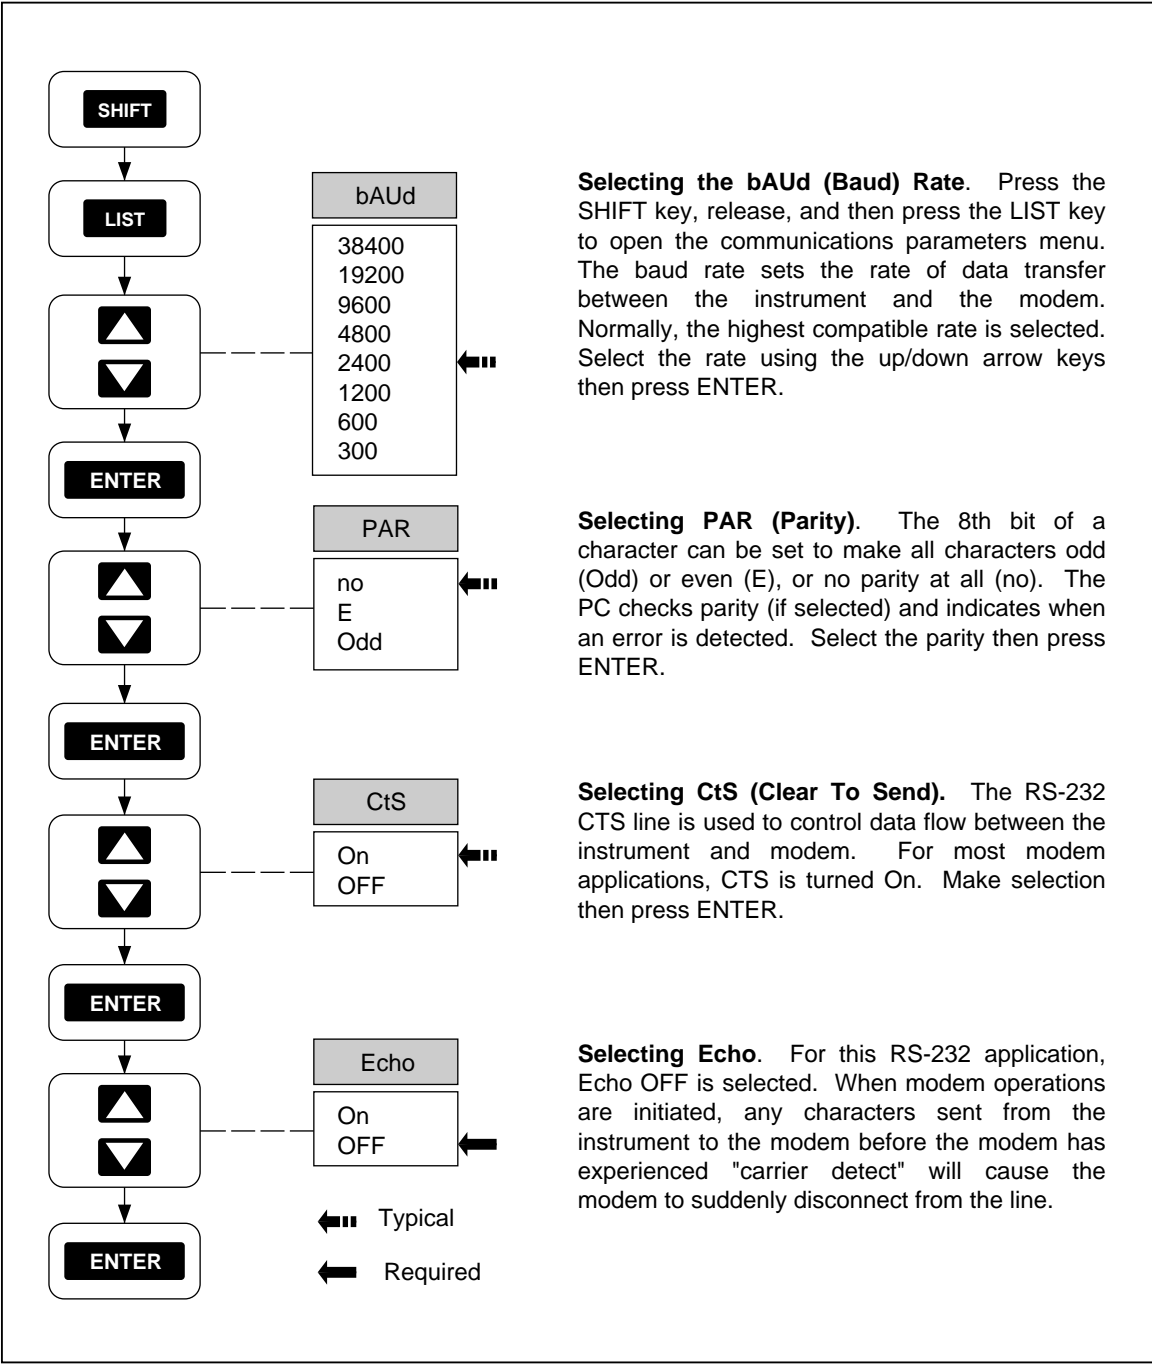 SHIFT
LIST
bAUd
38400
19200
9600
4800
2400
1200
600
300
Selecting the bAUd (Baud) Rate. Press the
SHIFT key, release, and then press the LIST key
to open the communications parameters menu.
The baud rate sets the rate of data transfer
between the instrument and the modem.
Normally, the highest compatible rate is selected.
Select the rate using the up/down arrow keys
then press ENTER.
ENTER
PAR
no
E
Odd
Selecting PAR (Parity). The 8th bit of a
character can be set to make all characters odd
(Odd) or even (E), or no parity at all (no). The
PC checks parity (if selected) and indicates when
an error is detected. Select the parity then press
ENTER.
ENTER
CtS
On
OFF
Selecting CtS (Clear To Send). The RS-232
CTS line is used to control data flow between the
instrument and modem. For most modem
applications, CTS is turned On. Make selection
then press ENTER.
ENTER
Echo
On
OFF
Selecting Echo. For this RS-232 application,
Echo OFF is selected. When modem operations
are initiated, any characters sent from the
instrument to the modem before the modem has
experienced "carrier detect" will cause the
modem to suddenly disconnect from the line.
ENTER
Typical
Required